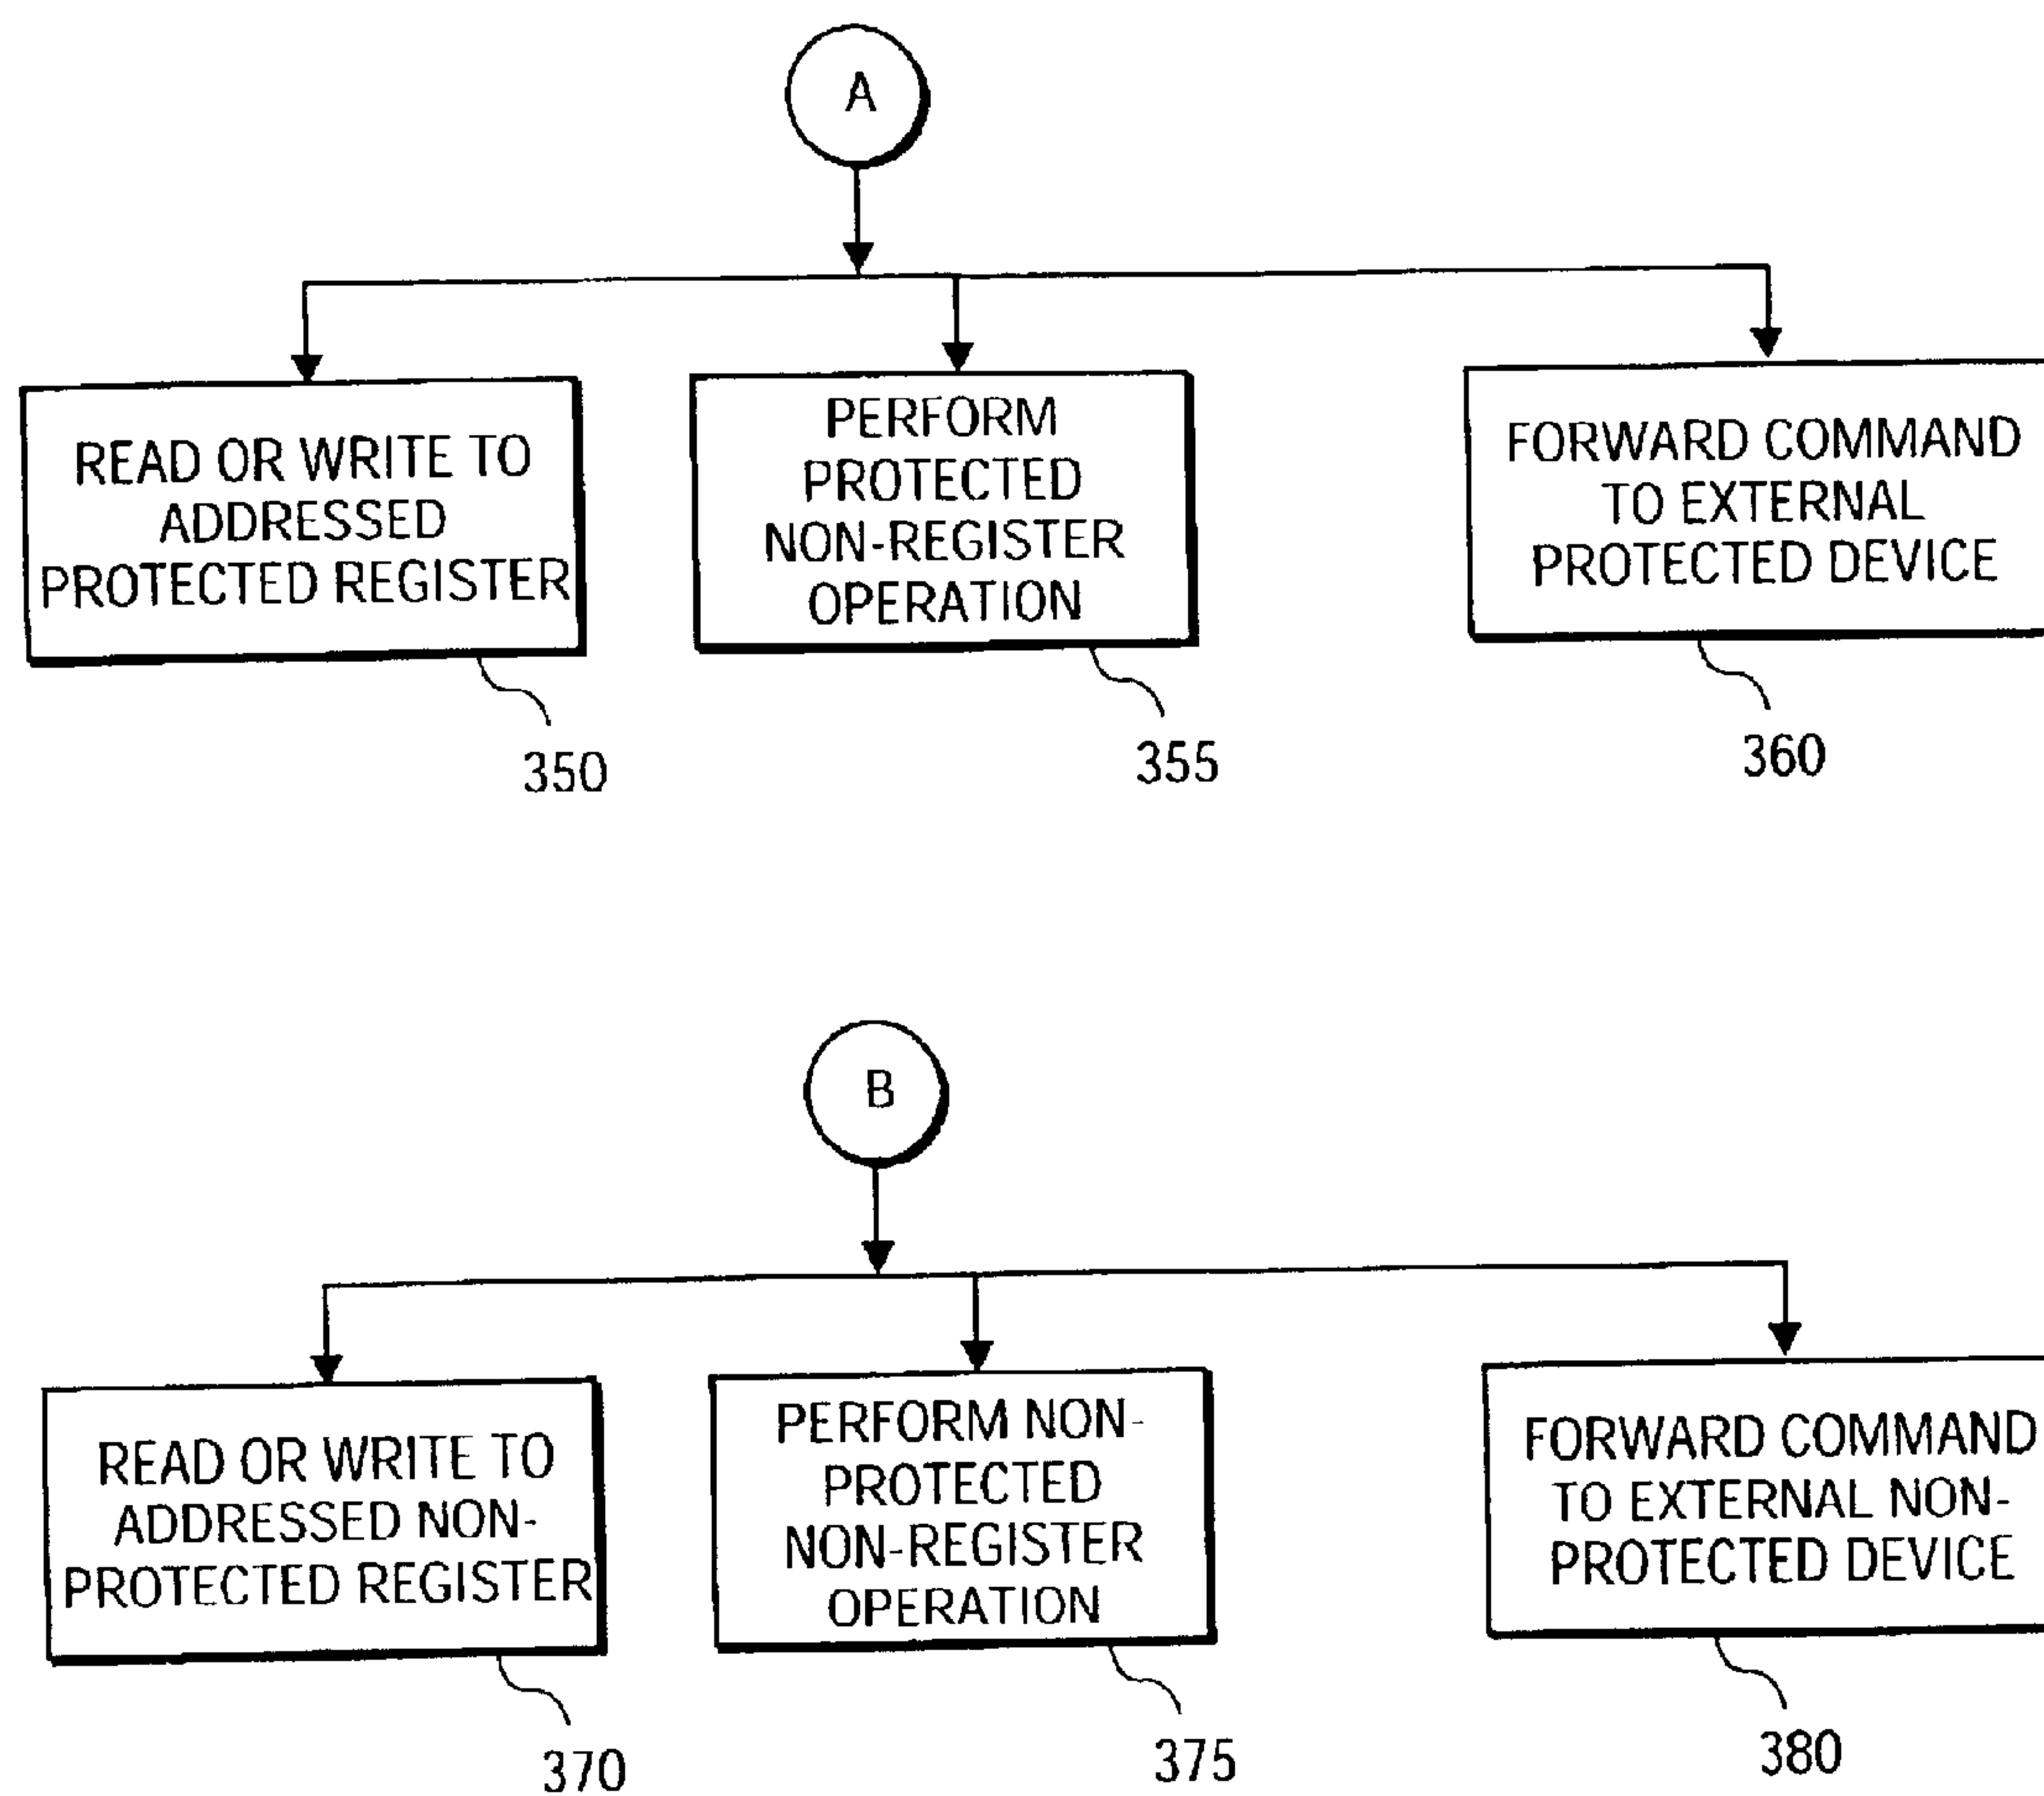 A
READ OR WRITE TO
ADDRESSED
PROTECTED REGISTER
350
PERFORM
PROTECTED
NON-REGISTER
OPERATION
355
FORWARD COMMAND
TO EXTERNAL
PROTECTED DEVICE
360
B
READ OR WRITE TO
ADDRESSED NON-
PROTECTED REGISTER
370
PERFORM NON-
PROTECTED
NON-REGISTER
OPERATION
375
FORWARD COMMAND
TO EXTERNAL NON-
PROTECTED DEVICE
380